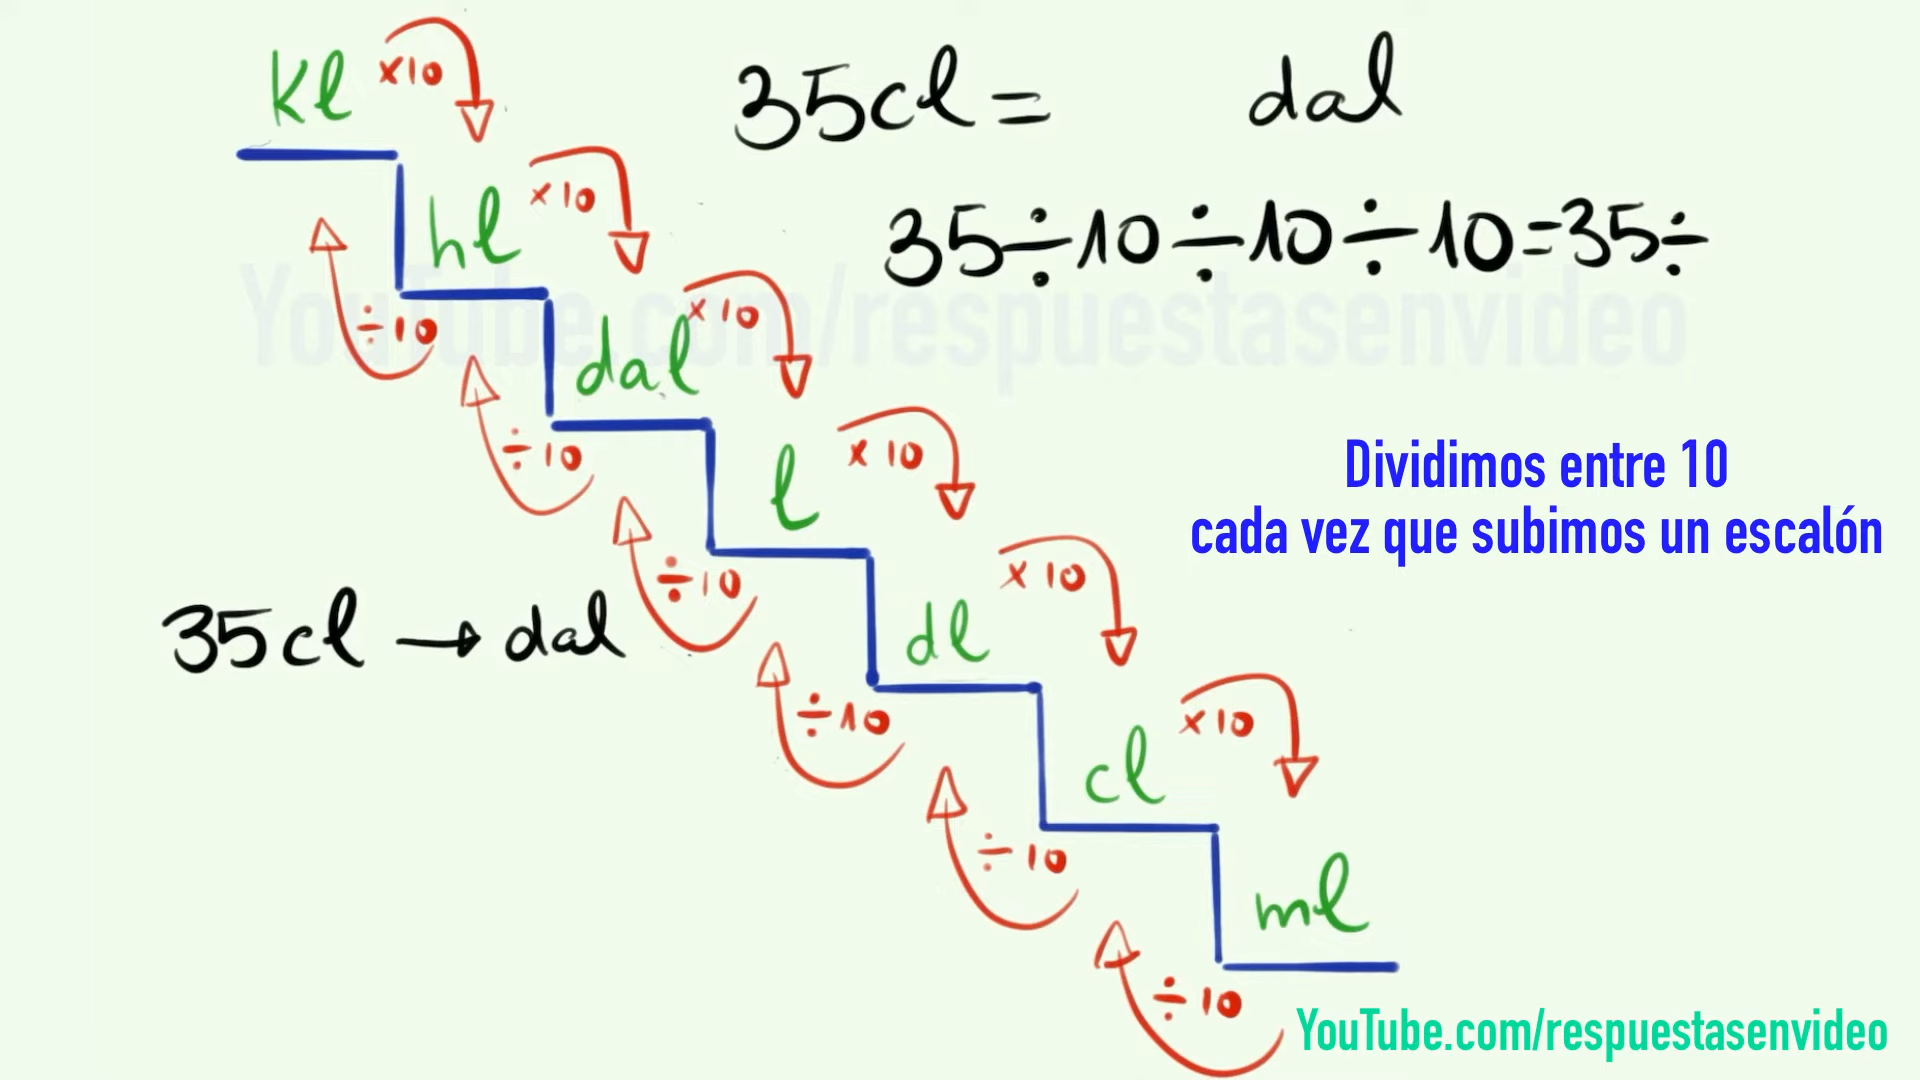 kl ×10
35cl = dal
hl ×10
35÷10÷10÷10=35÷
÷10 dal ×10
YouTube.com/respuestasenvideo
÷10 l ×10
Dividimos entre 10
cada vez que subimos un escalón
÷10 dl ×10
35cl → dal
÷10 cl ×10
÷10 ml
÷10
YouTube.com/respuestasenvideo